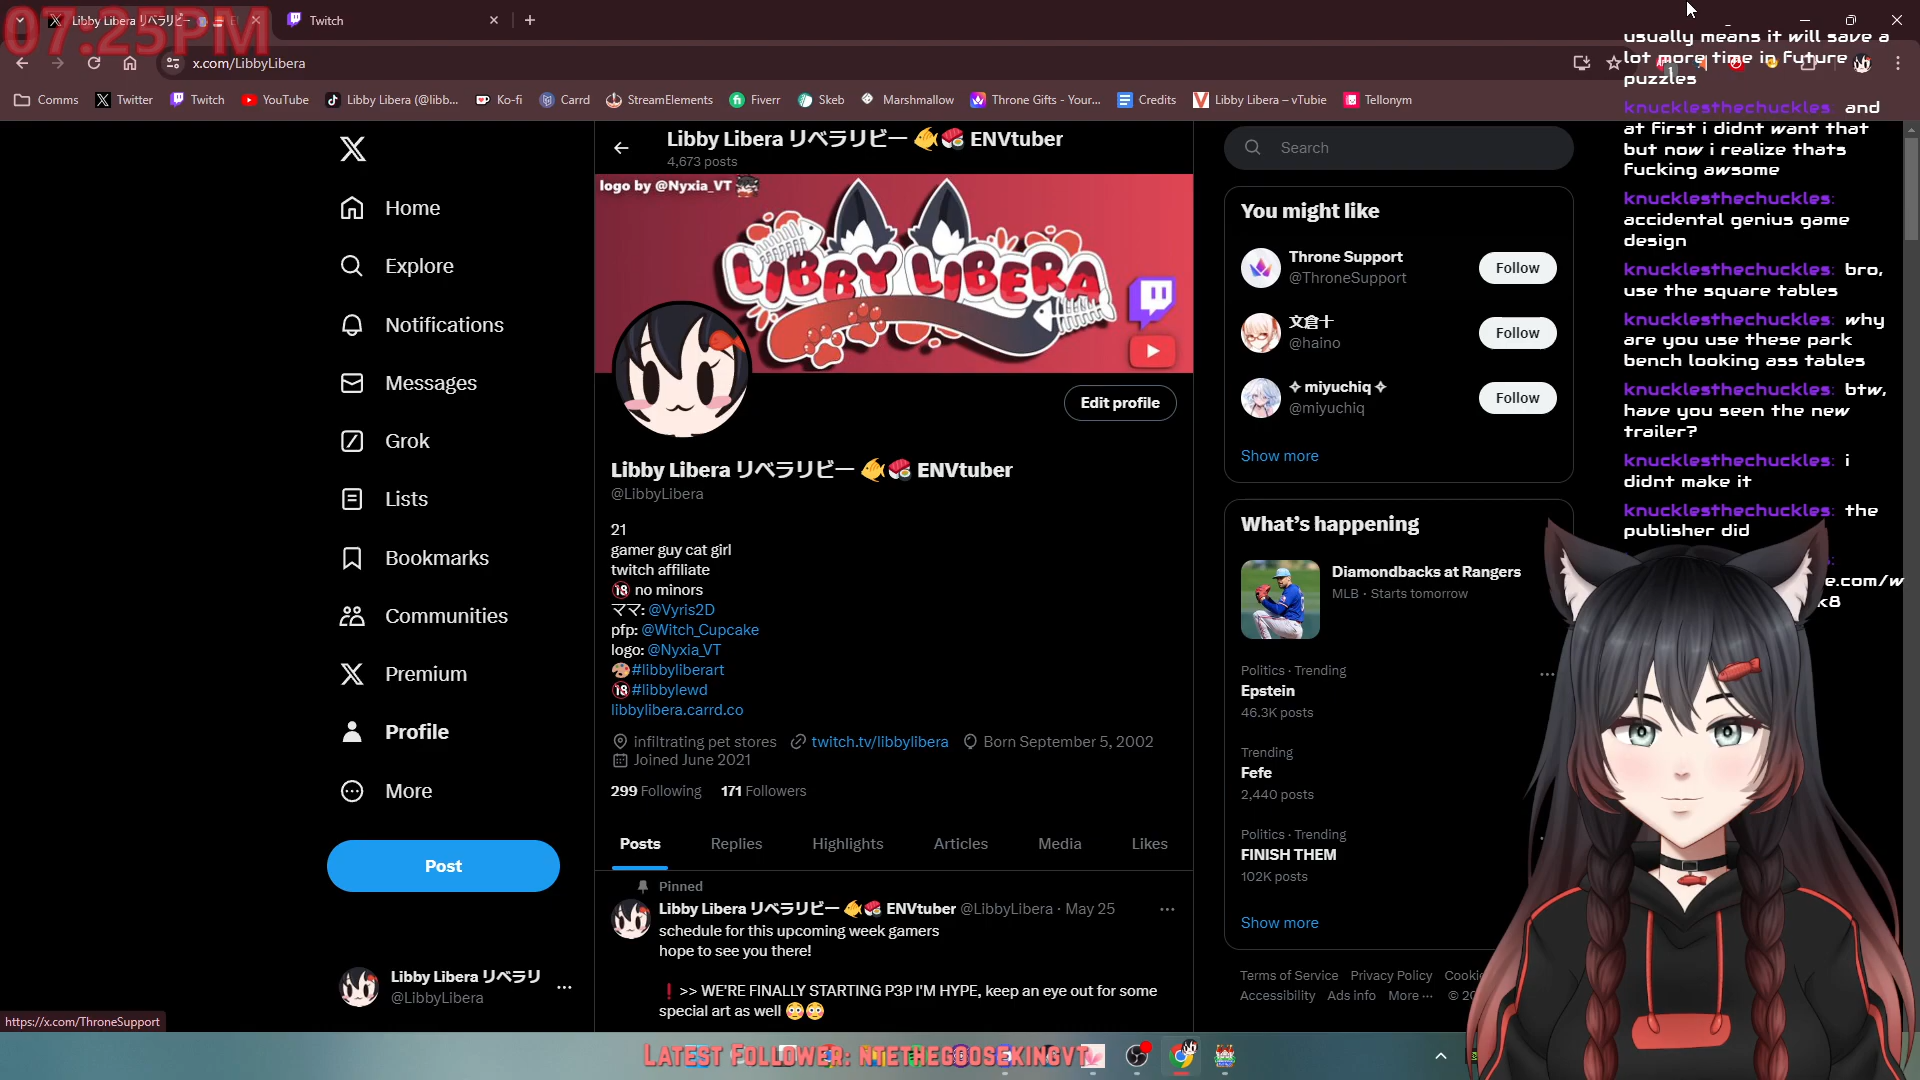 07:25PM
Libby Libera リベラリビー
Twitch
x.com/LibbyLibera
Comms
Twitter
Twitch
YouTube
Libby Libera (@libb...
Ko-fi
Carrd
StreamElements
Fiverr
Skeb
Marshmallow
Throne Gifts - Your...
Credits
Libby Libera – vTubie
Tellonym
Home
Explore
Notifications
Messages
Grok
Lists
Bookmarks
Communities
Premium
Profile
More
Post
Libby Libera リベラリ
@LibbyLibera
https://x.com/ThroneSupport
Libby Libera リベラリビー 🐠🍣 ENVtuber
4,673 posts
logo by @Nyxia_VT
LIBBY LIBERA
Edit profile
Libby Libera リベラリビー 🐠🍣 ENVtuber
@LibbyLibera
21
gamer guy cat girl
twitch affiliate
🔞 no minors
ママ: @Vyris2D
pfp: @Witch_Cupcake
logo: @Nyxia_VT
🎨#libbyliberart
🔞#libbylewd
libbylibera.carrd.co
infiltrating pet stores twitch.tv/libbylibera Born September 5, 2002
Joined June 2021
299 Following 171 Followers
Posts Replies Highlights Articles Media Likes
Pinned
Libby Libera リベラリビー 🐠🍣 ENVtuber @LibbyLibera · May 25
schedule for this upcoming week gamers
hope to see you there!
❗>> WE'RE FINALLY STARTING P3P I'M HYPE, keep an eye out for some
special art as well 😳😳
Search
You might like
Throne Support
@ThroneSupport
Follow
文倉十
@haino
Follow
✧ miyuchiq ✧
@miyuchiq
Follow
Show more
What's happening
Diamondbacks at Rangers
MLB · Starts tomorrow
Politics · Trending
Epstein
46.3K posts
Trending
Fefe
2,440 posts
Politics · Trending
FINISH THEM
102K posts
Show more
Terms of Service Privacy Policy
Accessibility Ads info More ···
usually means it will save a
lot more time in future
puzzles
knucklesthechuckles: and
at first i didnt want that
but now i realize thats
fucking awsome
knucklesthechuckles:
accidental genius game
design
knucklesthechuckles: bro,
use the square tables
knucklesthechuckles: why
are you use these park
bench looking ass tables
knucklesthechuckles: btw,
have you seen the new
trailer?
knucklesthechuckles: i
didnt make it
knucklesthechuckles: the
publisher did
e.com/w
k8
LATEST FOLLOWER: NTETHEGOOSEKINGVT